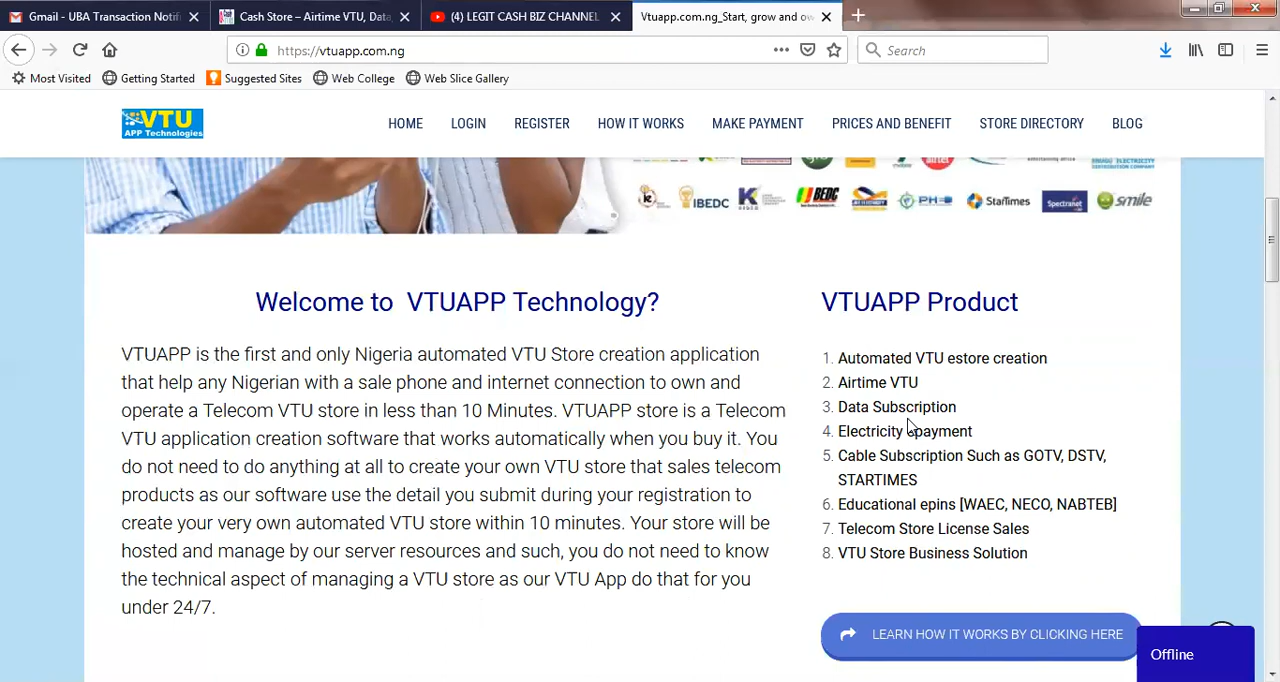 Gmail - UBA Transaction Notifi
Cash Store – Airtime VTU, Data,
(4) LEGIT CASH BIZ CHANNEL
Vtuapp.com.ng_Start, grow and ow
https://vtuapp.com.ng
Search
Most Visited
Getting Started
Suggested Sites
Web College
Web Slice Gallery
VTU
APP Technologies
HOME
LOGIN
REGISTER
HOW IT WORKS
MAKE PAYMENT
PRICES AND BENEFIT
STORE DIRECTORY
BLOG
airtel
IBEDC
BEDC
StarTimes
Spectranet
smile
Welcome to VTUAPP Technology?
VTUAPP is the first and only Nigeria automated VTU Store creation application
that help any Nigerian with a sale phone and internet connection to own and
operate a Telecom VTU store in less than 10 Minutes. VTUAPP store is a Telecom
VTU application creation software that works automatically when you buy it. You
do not need to do anything at all to create your own VTU store that sales telecom
products as our software use the detail you submit during your registration to
create your very own automated VTU store within 10 minutes. Your store will be
hosted and manage by our server resources and such, you do not need to know
the technical aspect of managing a VTU store as our VTU App do that for you
under 24/7.
VTUAPP Product
1. Automated VTU estore creation
2. Airtime VTU
3. Data Subscription
4. Electricity payment
5. Cable Subscription Such as GOTV, DSTV,
STARTIMES
6. Educational epins [WAEC, NECO, NABTEB]
7. Telecom Store License Sales
8. VTU Store Business Solution
LEARN HOW IT WORKS BY CLICKING HERE
Offline